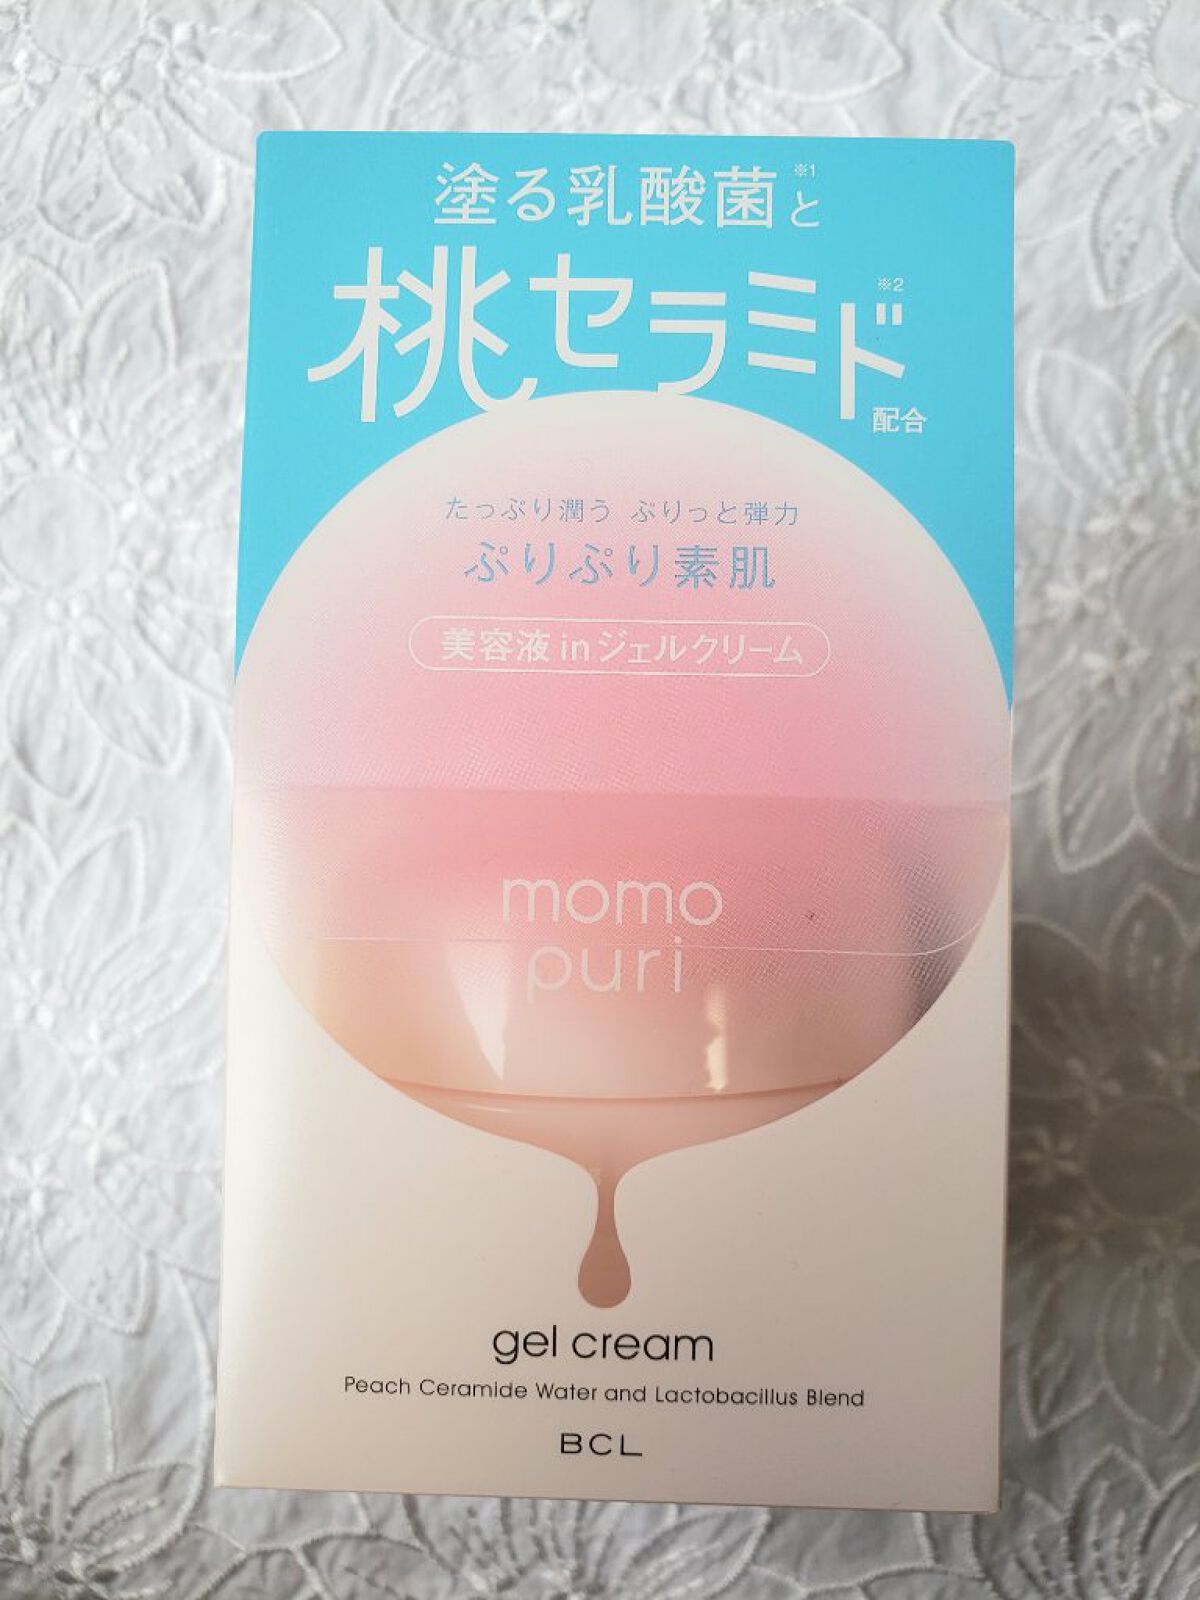 塗る乳酸菌※1と
桃セラミド※2
配合
たっぷり潤う ぷりっと弾力
ぷりぷり素肌
美容液inジェルクリーム
momo
puri
gel cream
Peach Ceramide Water and Lactobacillus Blend
BCL